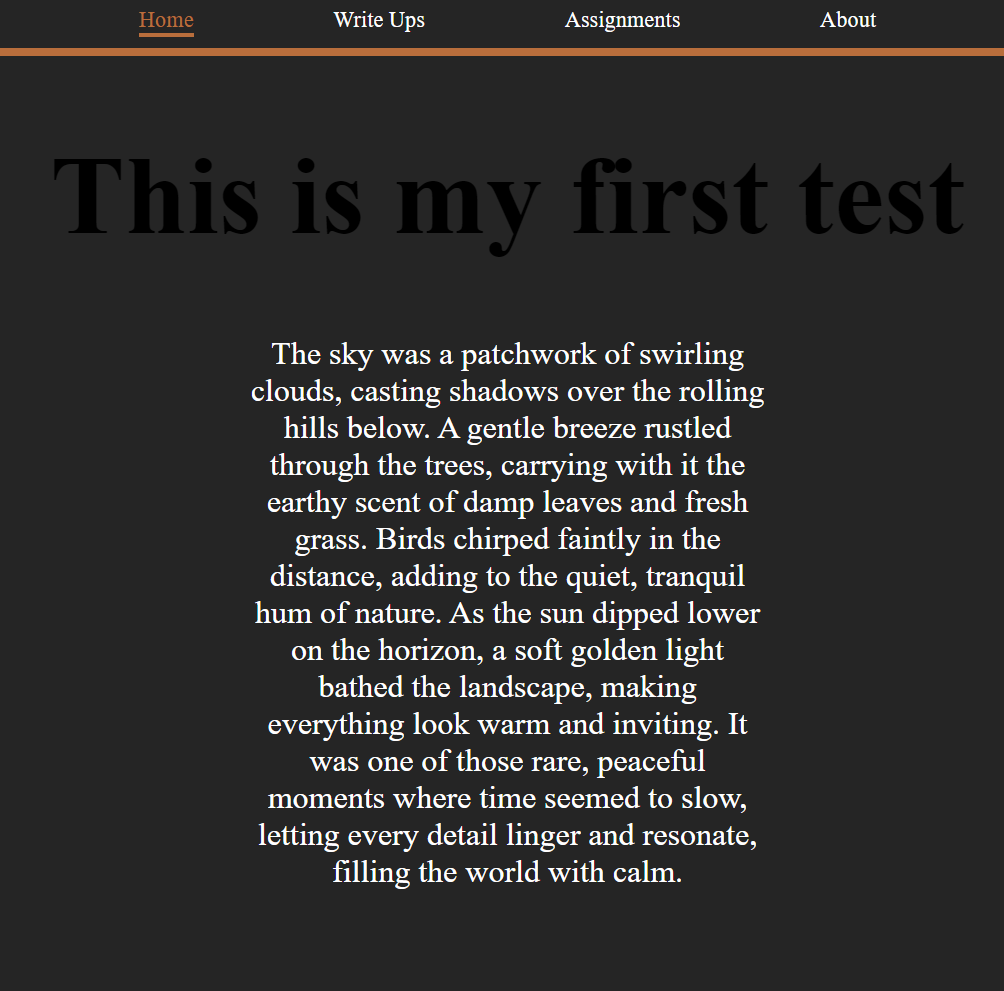 Home Write Ups Assignments About
This is my first test
The sky was a patchwork of swirling
clouds, casting shadows over the rolling
hills below. A gentle breeze rustled
through the trees, carrying with it the
earthy scent of damp leaves and fresh
grass. Birds chirped faintly in the
distance, adding to the quiet, tranquil
hum of nature. As the sun dipped lower
on the horizon, a soft golden light
bathed the landscape, making
everything look warm and inviting. It
was one of those rare, peaceful
moments where time seemed to slow,
letting every detail linger and resonate,
filling the world with calm.